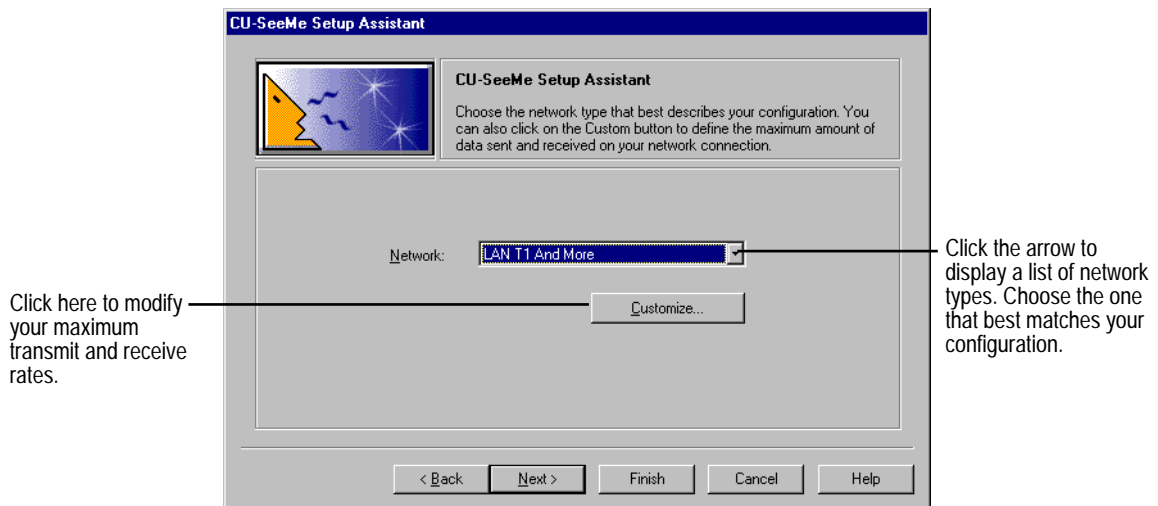 CU-SeeMe Setup Assistant
CU-SeeMe Setup Assistant
Choose the network type that best describes your configuration. You
can also click on the Custom button to define the maximum amount of
data sent and received on your network connection.
Network:
LAN T1 And More
Click the arrow to
display a list of network
types. Choose the one
that best matches your
configuration.
Click here to modify
your maximum
transmit and receive
rates.
Customize...
< Back
Next >
Finish
Cancel
Help